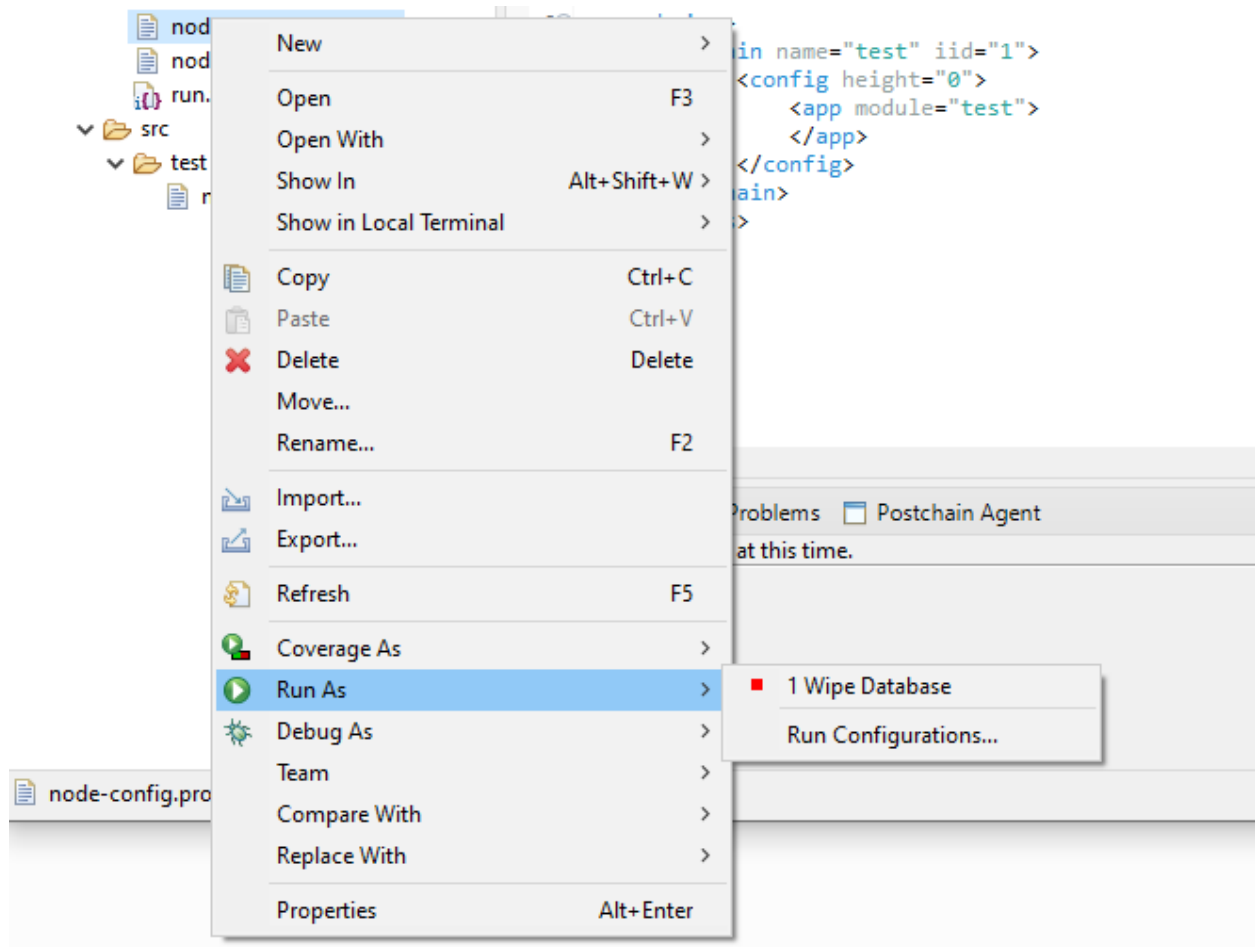 nod
nod
run.
src
test
in name="test" iid="1">
<config height="0">
<app module="test">
</app>
</config>
ain>
>
New
Open F3
Open With
Show In Alt+Shift+W
Show in Local Terminal
Copy Ctrl+C
Paste Ctrl+V
Delete Delete
Move...
Rename... F2
Import...
Export...
Refresh F5
Coverage As
Run As
Debug As
Team
Compare With
Replace With
Properties Alt+Enter
1 Wipe Database
Run Configurations...
Problems Postchain Agent
at this time.
node-config.pro